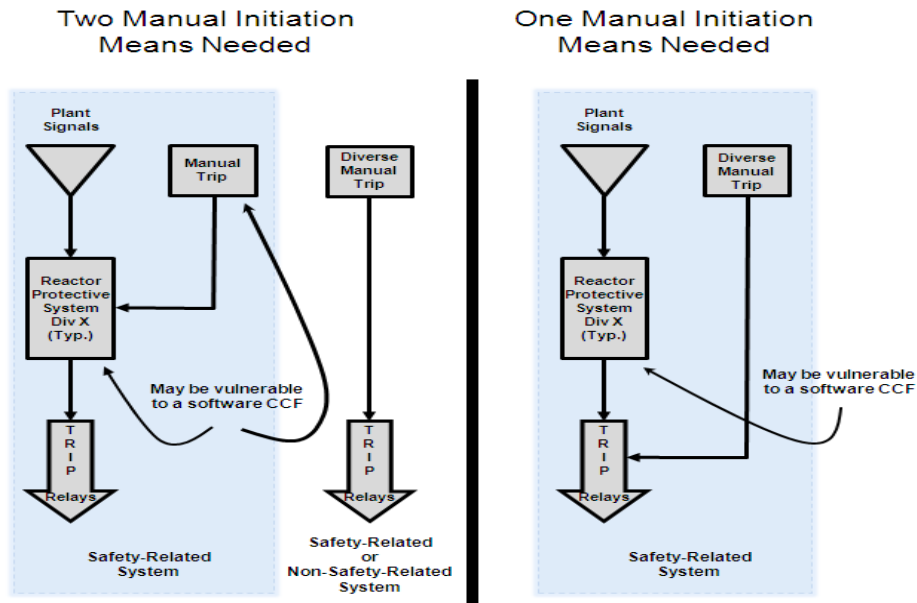 Two Manual Initiation
Means Needed
Plant
Signals
Manual
Trip
Diverse
Manual
Trip
Reactor
Protective
System
Div X
(Typ.)
May be vulnerable
to a software CCF
T
R
I
P
Relays
T
R
I
P
Relays
Safety-Related
System
Safety-Related
or
Non-Safety-Related
System
One Manual Initiation
Means Needed
Plant
Signals
Diverse
Manual
Trip
Reactor
Protective
System
Div X
(Typ.)
May be vulnerable
to a software CCF
T
R
I
P
Relays
Safety-Related
System